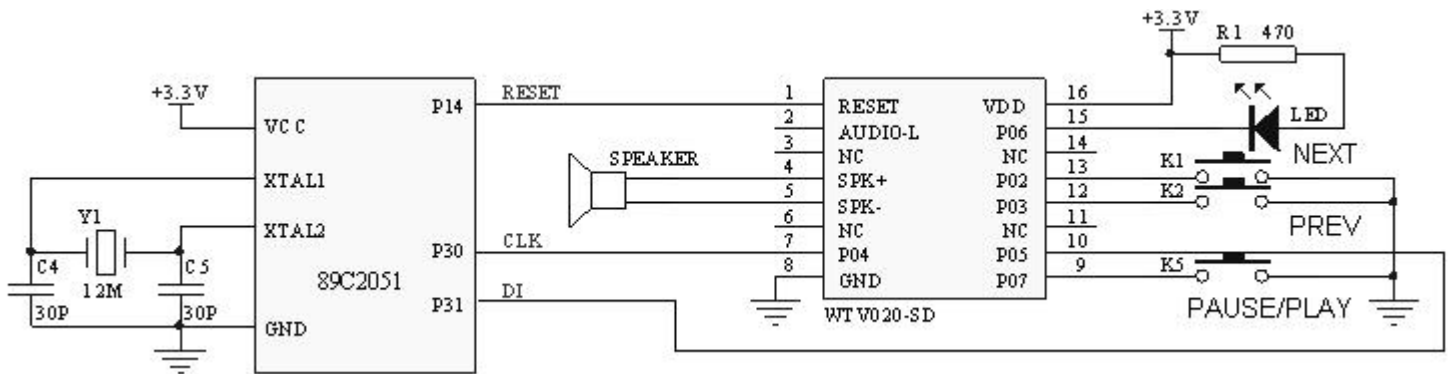 +3.3V
R1 470
+3.3V
P14
RESET
1
RESET
VDD
16
VCC
2
AUDIO-L
P06
15
LED
3
NC
NC
14
NEXT
SPEAKER
4
SPK+
P02
13
K1
XTAL1
5
SPK-
P03
12
K2
Y1
XTAL2
6
NC
NC
11
PREV
P30
CLK
7
P04
P05
10
C4
C5
8
GND
P07
9
K5
12M
89C2051
30P
30P
P31
DI
WTV020-SD
PAUSE/PLAY
GND